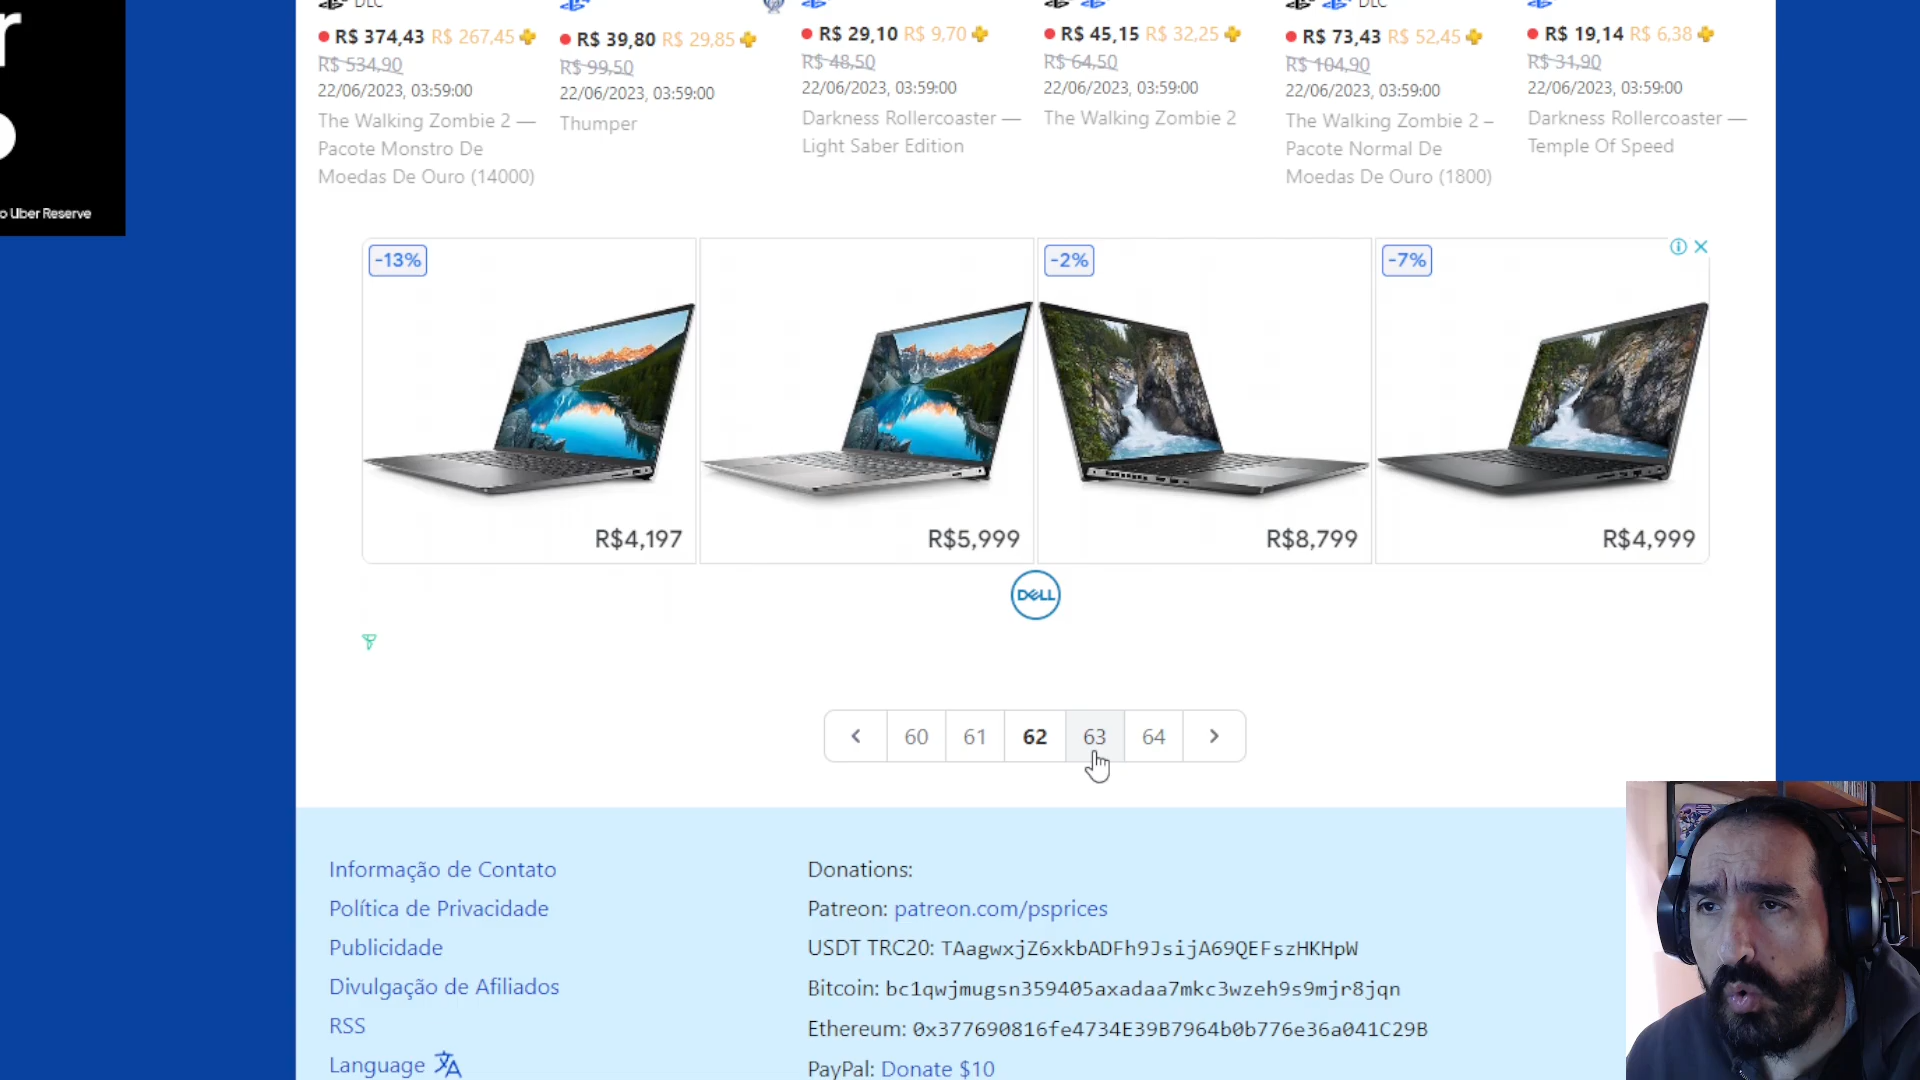 DLC
DLC
R$ 374,43 R$ 267,45
R$ 534,90
22/06/2023, 03:59:00
The Walking Zombie 2 —
Pacote Monstro De
Moedas De Ouro (14000)
R$ 39,80 R$ 29,85
R$ 99,50
22/06/2023, 03:59:00
Thumper
R$ 29,10 R$ 9,70
R$ 48,50
22/06/2023, 03:59:00
Darkness Rollercoaster —
Light Saber Edition
R$ 45,15 R$ 32,25
R$ 64,50
22/06/2023, 03:59:00
The Walking Zombie 2
R$ 73,43 R$ 52,45
R$ 104,90
22/06/2023, 03:59:00
The Walking Zombie 2 –
Pacote Normal De
Moedas De Ouro (1800)
R$ 19,14 R$ 6,38
R$ 31,90
22/06/2023, 03:59:00
Darkness Rollercoaster —
Temple Of Speed
r
o Uber Reserve
-13%
-2%
-7%
R$4,197
R$5,999
R$8,799
R$4,999
DELL
60 61 62 63 64
Informação de Contato
Política de Privacidade
Publicidade
Divulgação de Afiliados
RSS
Language
Donations:
Patreon: patreon.com/psprices
USDT TRC20: TAagwxjZ6xkbADFh9JsijA69QEFszHKHpW
Bitcoin: bc1qwjmugsn359405axadaa7mkc3wzeh9s9mjr8jqn
Ethereum: 0x377690816fe4734E39B7964b0b776e36a041C29B
PayPal: Donate $10